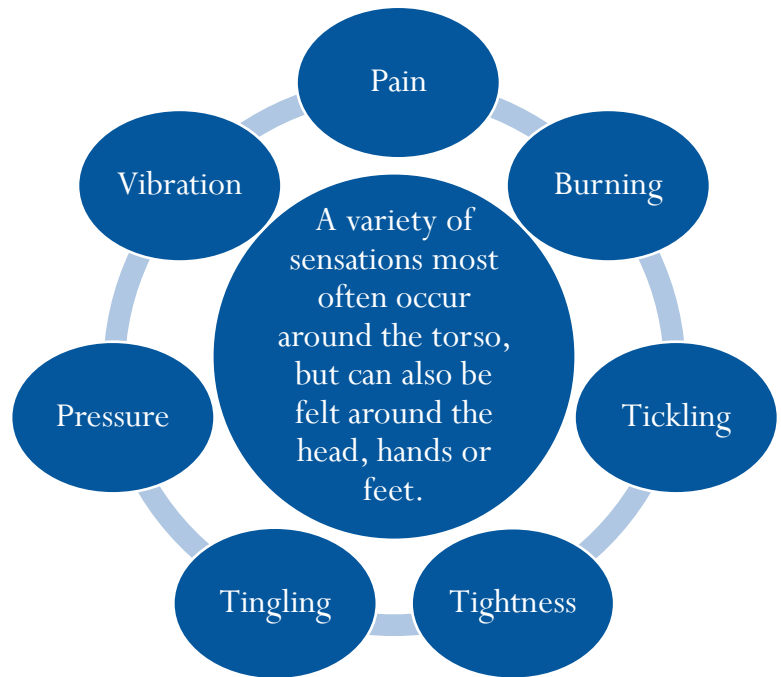 Pain
Burning
Tickling
Tightness
Tingling
Pressure
Vibration
A variety of
sensations most
often occur
around the torso,
but can also be
felt around the
head, hands or
feet.